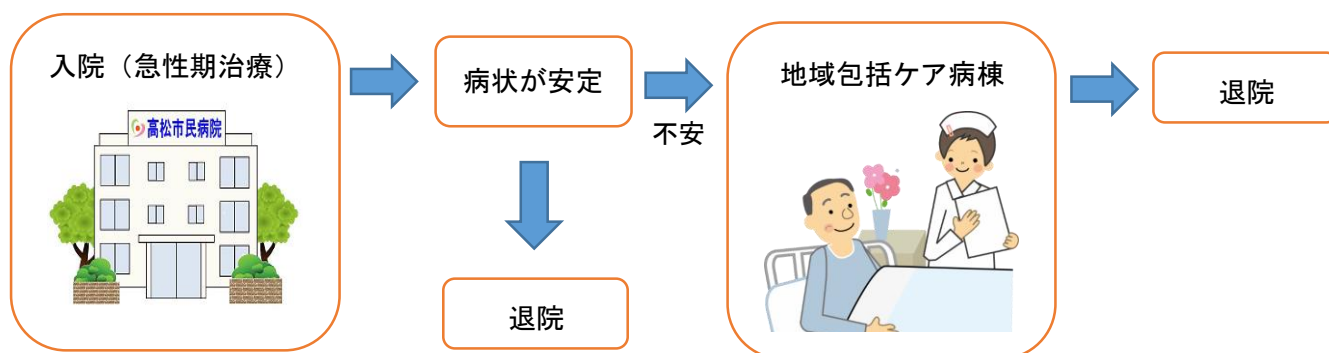 入院（急性期治療）
高松市民病院
病状が安定
不安
退院
地域包括ケア病棟
退院